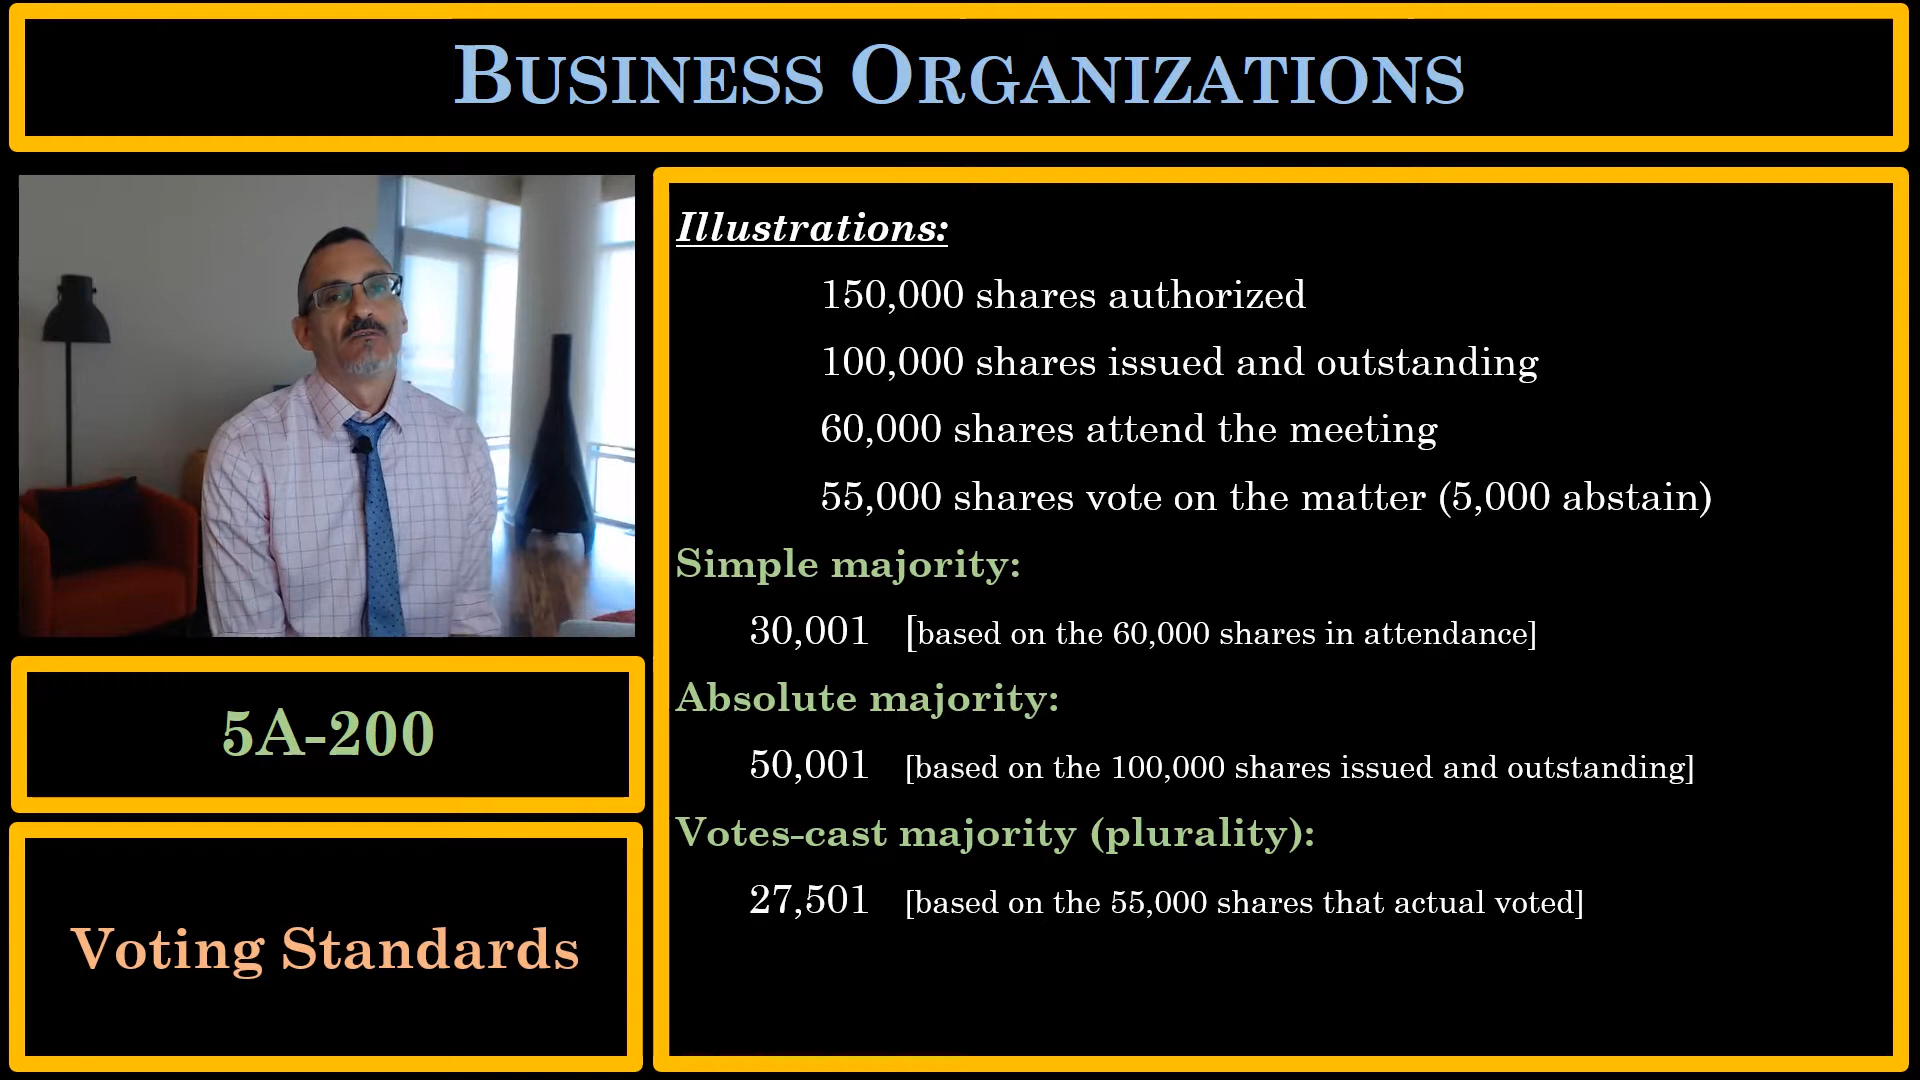 BUSINESS ORGANIZATIONS
Illustrations:
150,000 shares authorized
100,000 shares issued and outstanding
60,000 shares attend the meeting
55,000 shares vote on the matter (5,000 abstain)
Simple majority:
30,001 [based on the 60,000 shares in attendance]
Absolute majority:
50,001 [based on the 100,000 shares issued and outstanding]
Votes-cast majority (plurality):
27,501 [based on the 55,000 shares that actual voted]
5A-200
Voting Standards